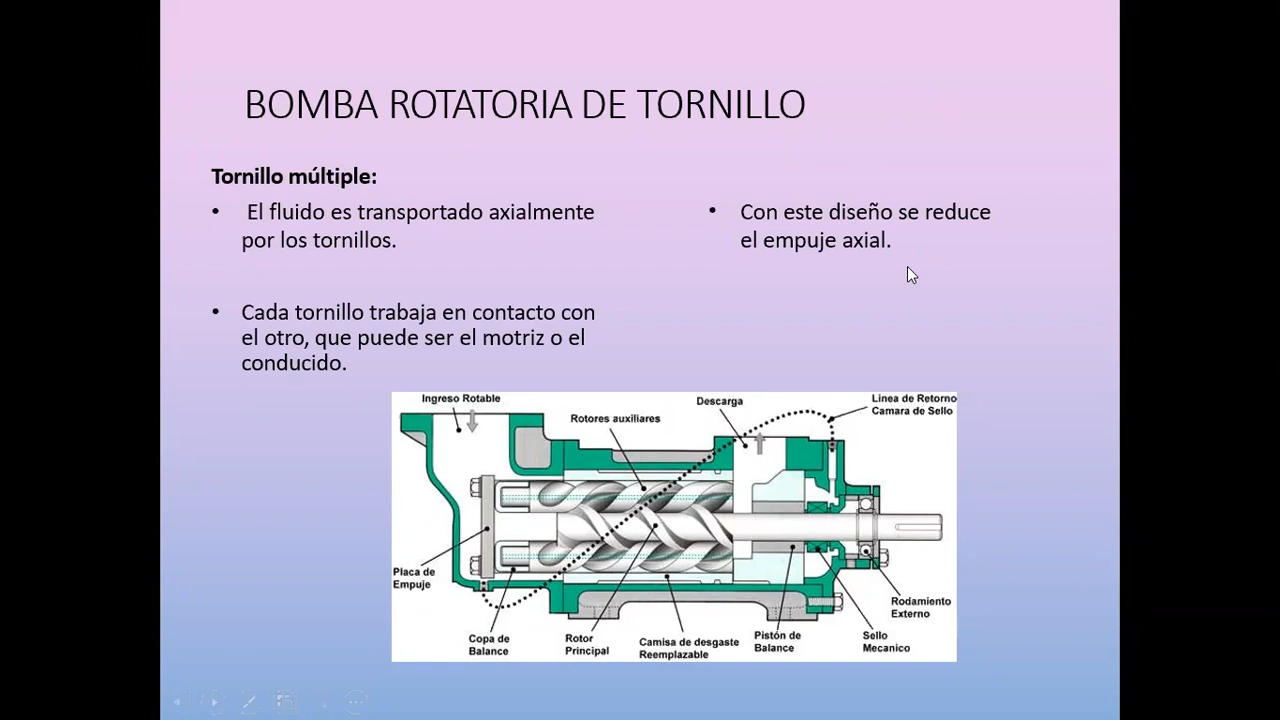 BOMBA ROTATORIA DE TORNILLO
Tornillo múltiple:
• El fluido es transportado axialmente
por los tornillos.
• Cada tornillo trabaja en contacto con
el otro, que puede ser el motriz o el
conducido.
• Con este diseño se reduce
el empuje axial.
Ingreso Rotable
Rotores auxiliares
Descarga
Linea de Retorno
Camara de Sello
Placa de
Empuje
Copa de
Balance
Rotor
Principal
Camisa de desgaste
Reemplazable
Pistón de
Balance
Sello
Mecanico
Rodamiento
Externo